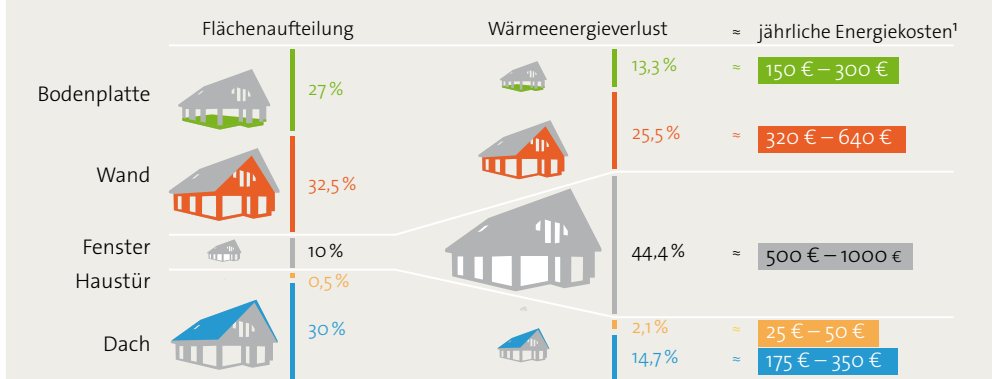 Flächenaufteilung Wärmeenergieverlust ≈ jährliche Energiekosten¹
Bodenplatte 27 % 13,3 % ≈ 150 € – 300 €
Wand 32,5 % 25,5 % ≈ 320 € – 640 €
Fenster 10 % 44,4 % ≈ 500 € – 1000 €
Haustür 0,5 % 2,1 % ≈ 25 € – 50 €
Dach 30 % 14,7 % ≈ 175 € – 350 €